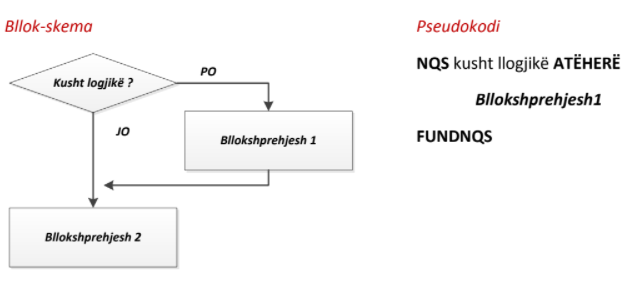 Bllok-skema
Kusht logjikë ?
PO
JO
Bllokshprehjesh 1
Bllokshprehjesh 2
Pseudokodi
NQS kusht llogjikë ATËHERË
Bllokshprehjesh1
FUNDNQS